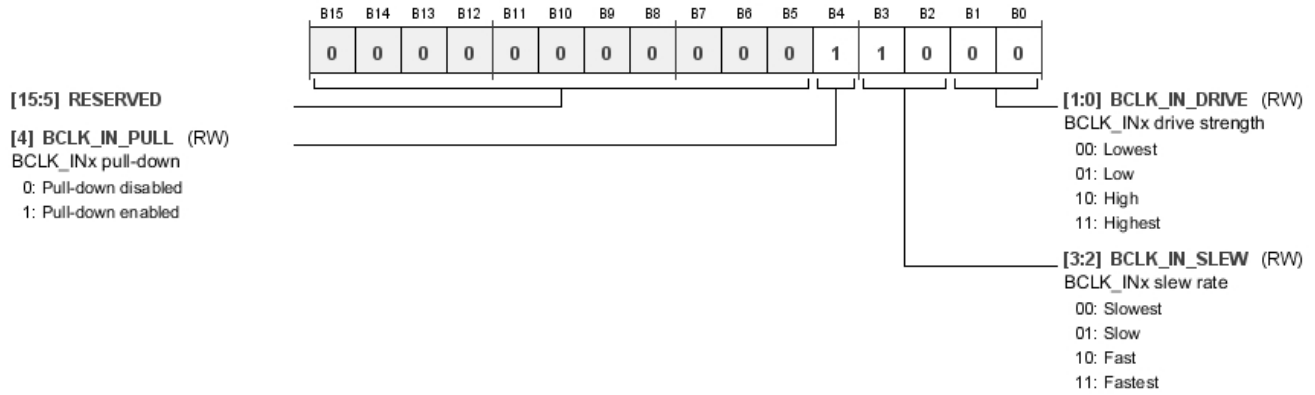 B15 B14 B13 B12 B11 B10 B9 B8 B7 B6 B5 B4 B3 B2 B1 B0
0 0 0 0 0 0 0 0 0 0 0 1 1 0 0 0
[15:5] RESERVED
[4] BCLK_IN_PULL (RW)
BCLK_INx pull-down
0: Pull-down disabled
1: Pull-down enabled
[1:0] BCLK_IN_DRIVE (RW)
BCLK_INx drive strength
00: Lowest
01: Low
10: High
11: Highest
[3:2] BCLK_IN_SLEW (RW)
BCLK_INx slew rate
00: Slowest
01: Slow
10: Fast
11: Fastest